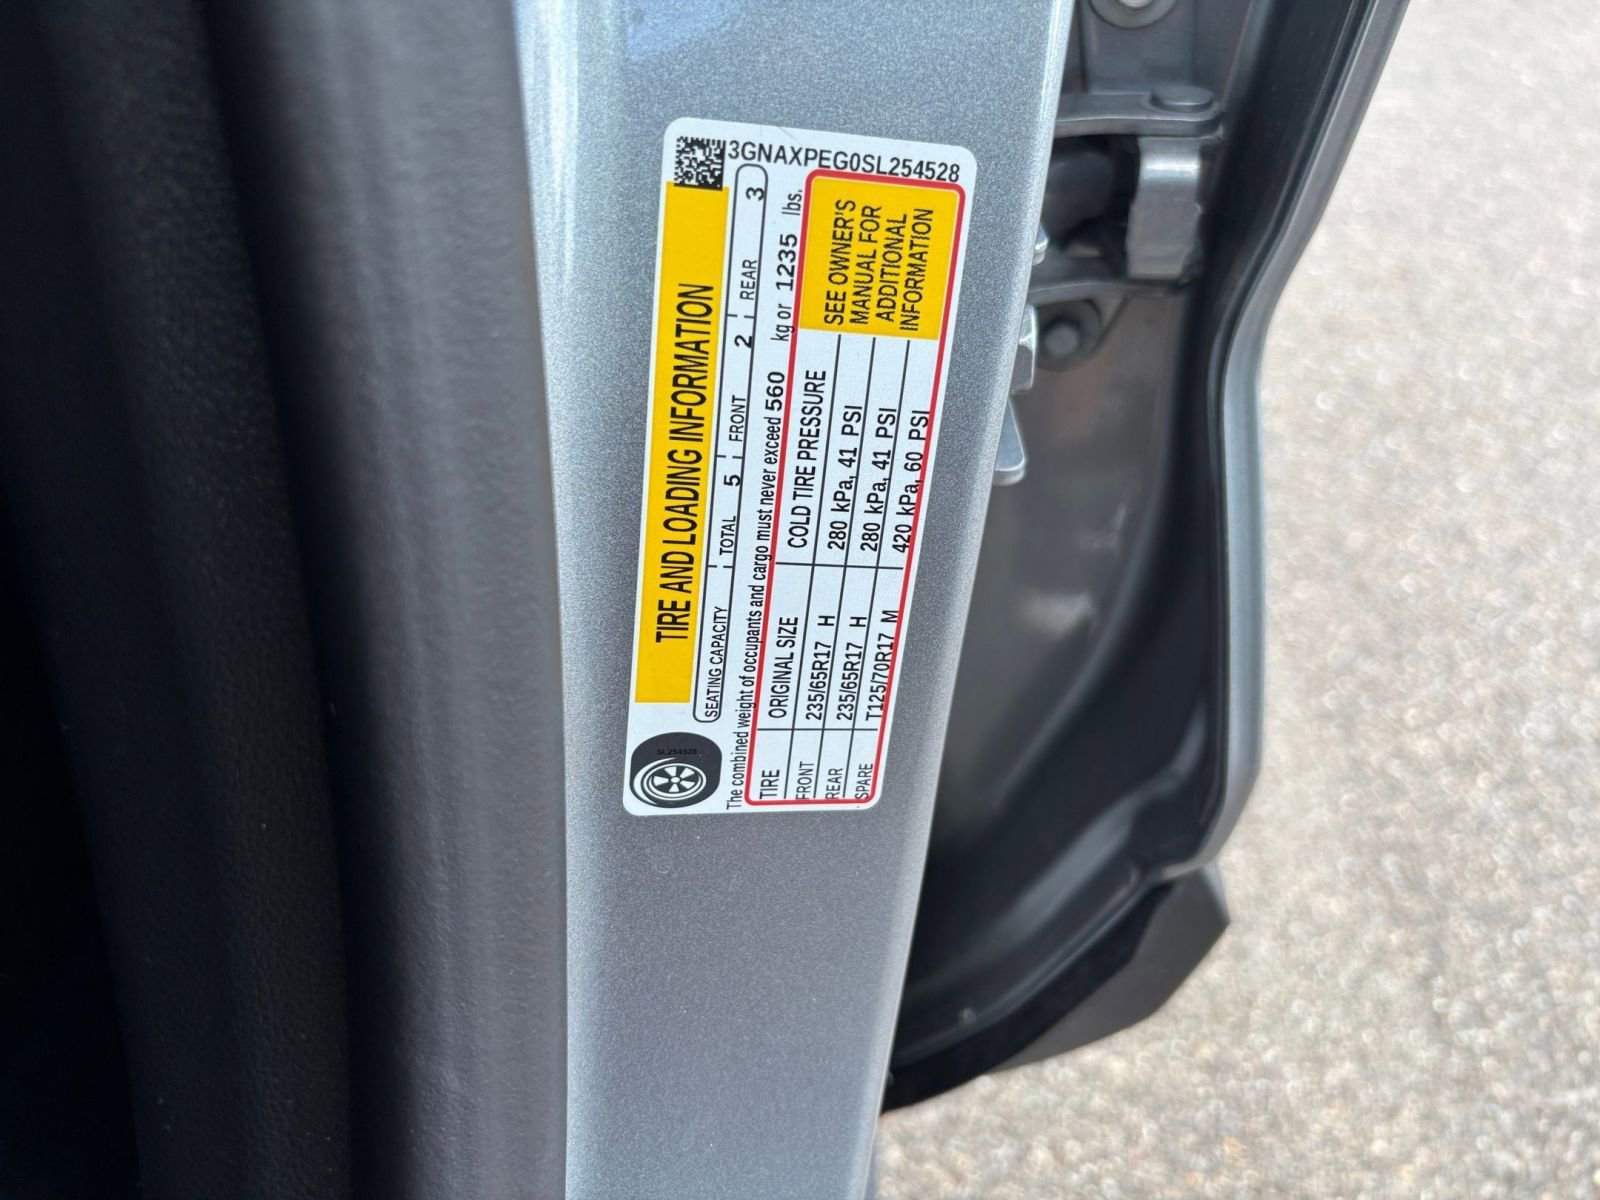 3GNAXPEG0SL254528
TIRE AND LOADING INFORMATION
SEATING CAPACITY TOTAL 5 FRONT 2 REAR 3
The combined weight of occupants and cargo must never exceed 560 kg or 1235 lbs.
TIRE ORIGINAL SIZE COLD TIRE PRESSURE
FRONT 235/65R17 H 280 kPa, 41 PSI
REAR 235/65R17 H 280 kPa, 41 PSI
SPARE T125/70R17 M 420 kPa, 60 PSI
SEE OWNER'S
MANUAL FOR
ADDITIONAL
INFORMATION
SL254528